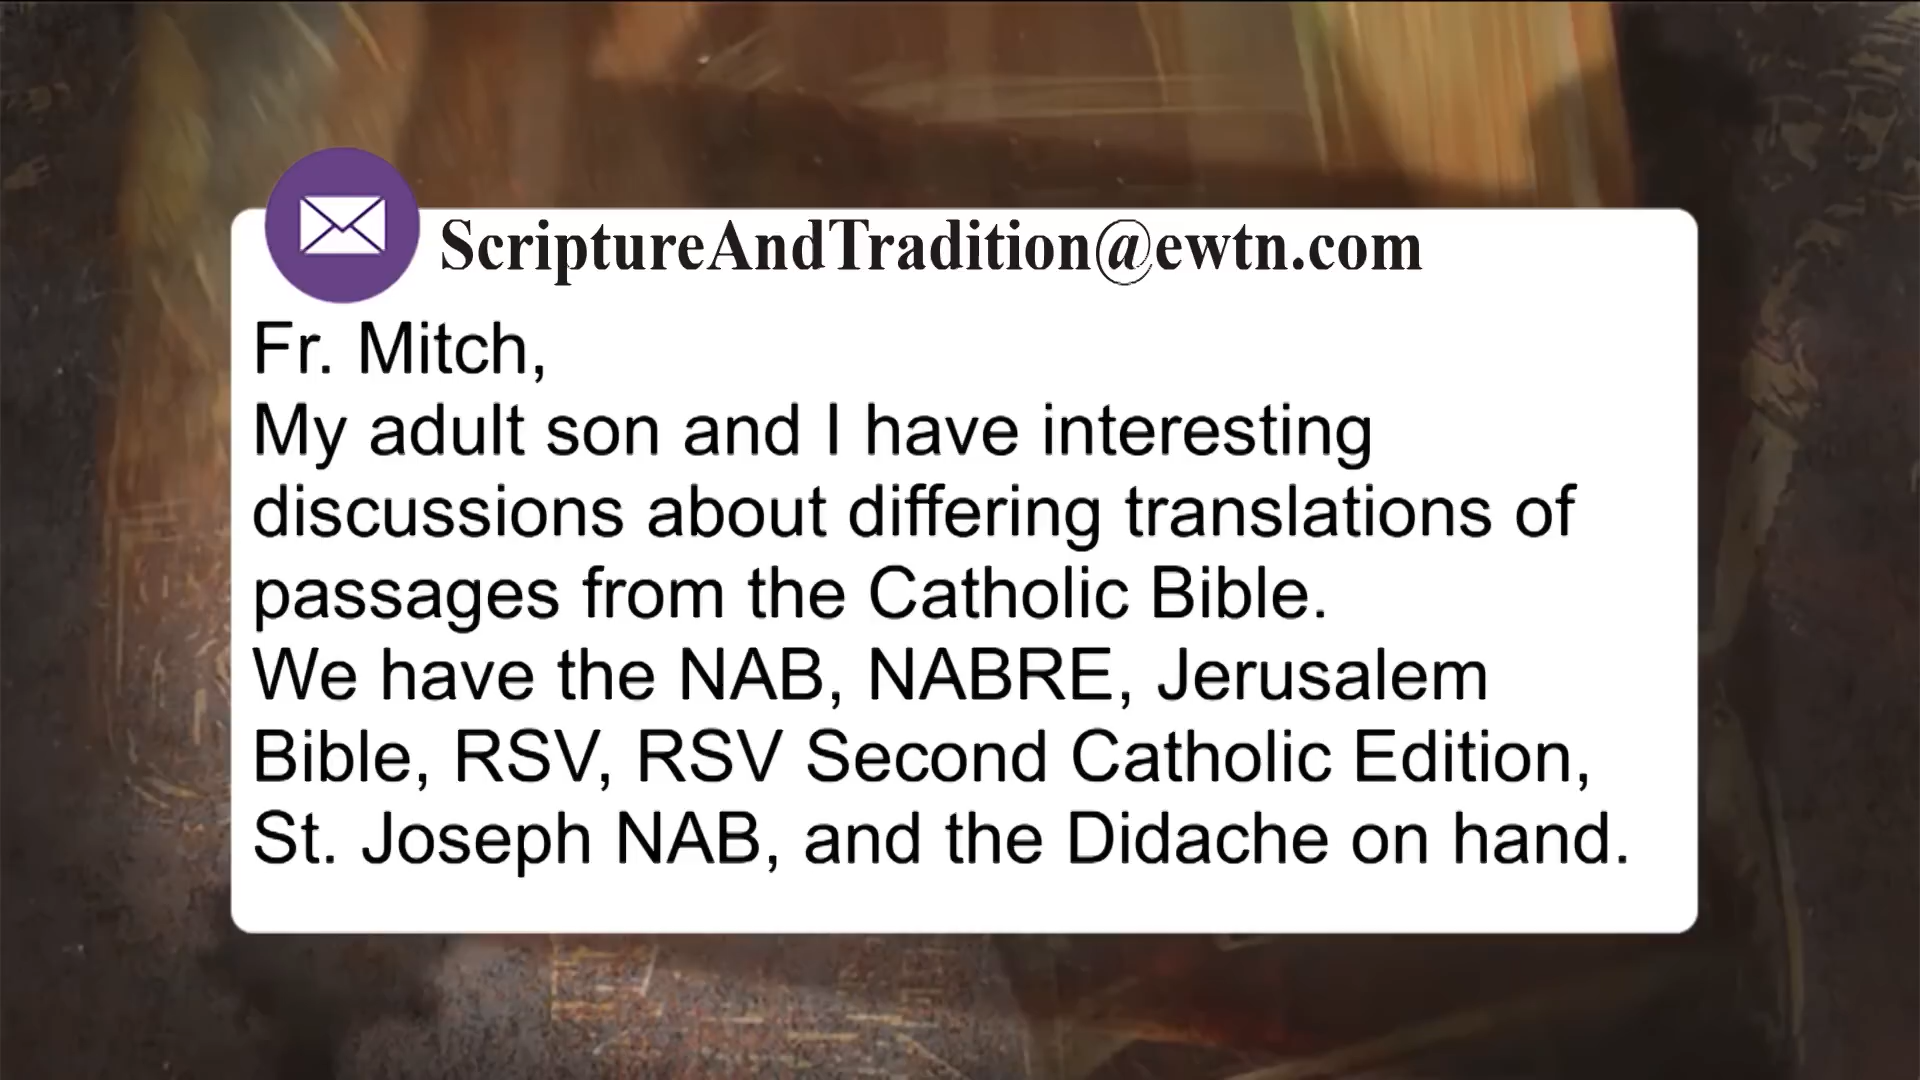 ScriptureAndTradition@ewtn.com
Fr. Mitch,
My adult son and I have interesting
discussions about differing translations of
passages from the Catholic Bible.
We have the NAB, NABRE, Jerusalem
Bible, RSV, RSV Second Catholic Edition,
St. Joseph NAB, and the Didache on hand.